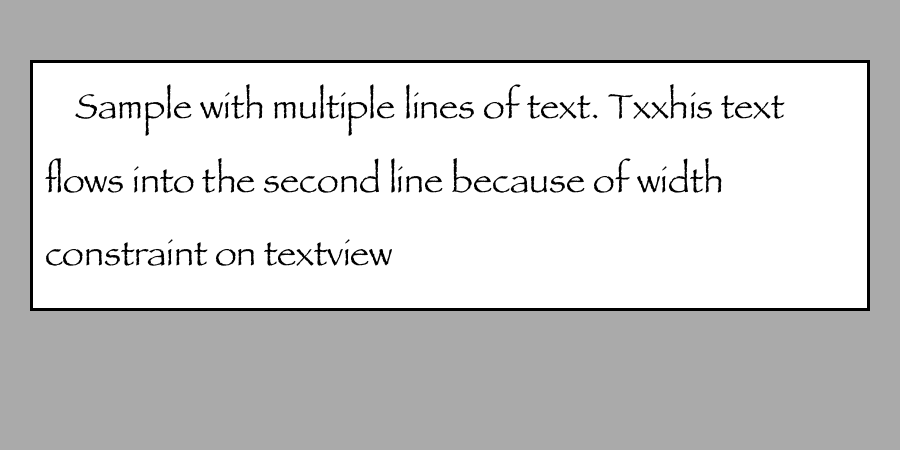 Sample with multiple lines of text. Txxhis text
flows into the second line because of width
constraint on textview